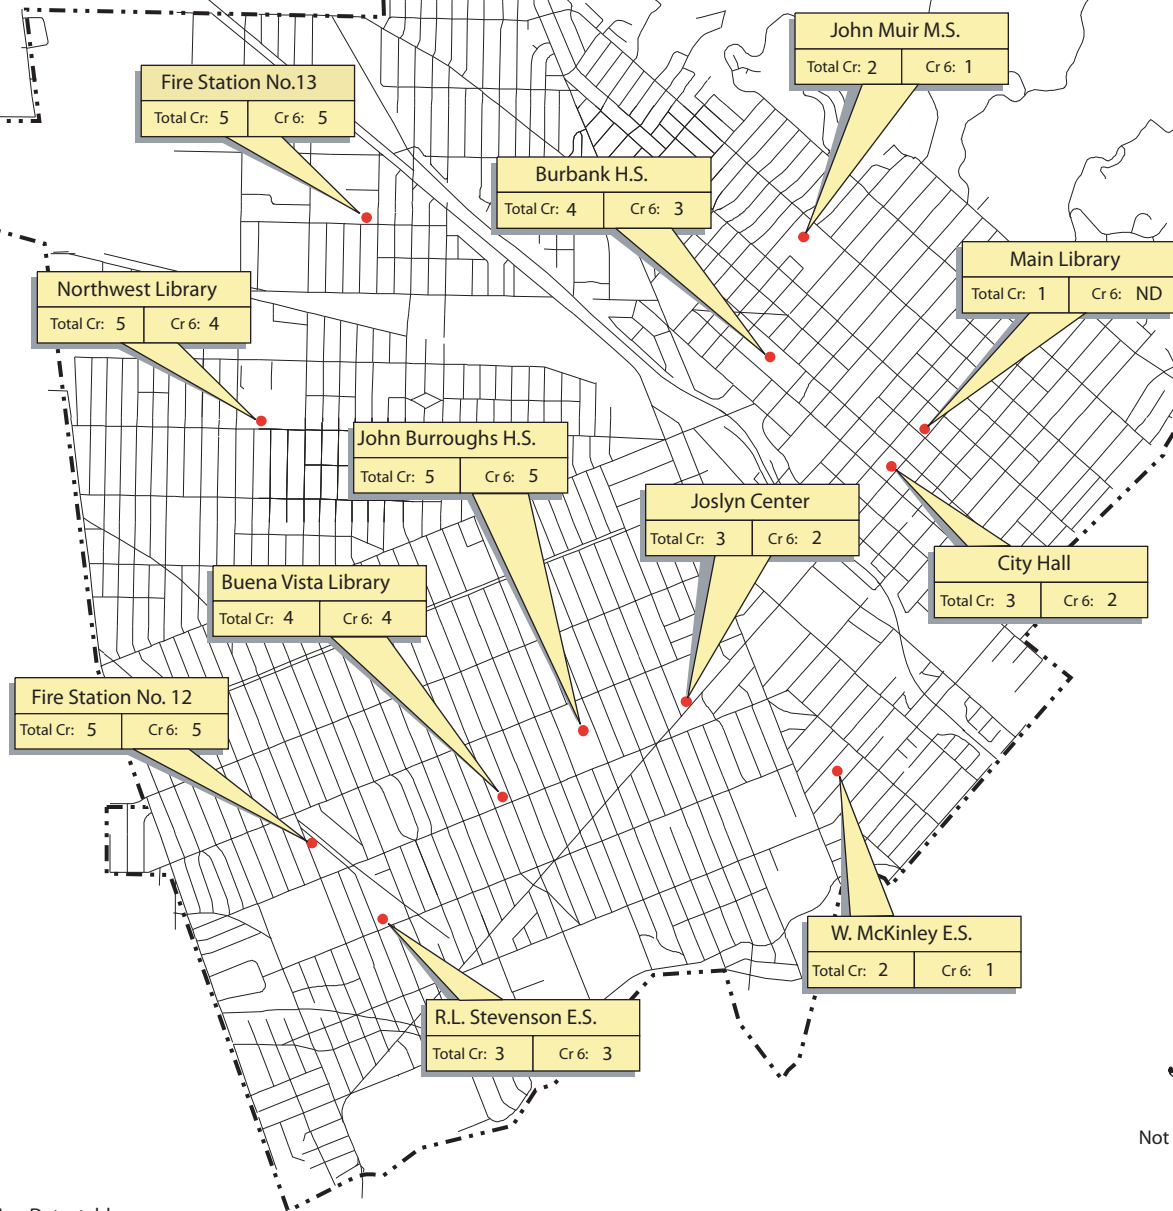 John Muir M.S.
Total Cr: 2 Cr 6: 1
Fire Station No.13
Total Cr: 5 Cr 6: 5
Burbank H.S.
Total Cr: 4 Cr 6: 3
Main Library
Total Cr: 1 Cr 6: ND
Northwest Library
Total Cr: 5 Cr 6: 4
John Burroughs H.S.
Total Cr: 5 Cr 6: 5
Joslyn Center
Total Cr: 3 Cr 6: 2
City Hall
Total Cr: 3 Cr 6: 2
Buena Vista Library
Total Cr: 4 Cr 6: 4
Fire Station No. 12
Total Cr: 5 Cr 6: 5
W. McKinley E.S.
Total Cr: 2 Cr 6: 1
R.L. Stevenson E.S.
Total Cr: 3 Cr 6: 3
Not